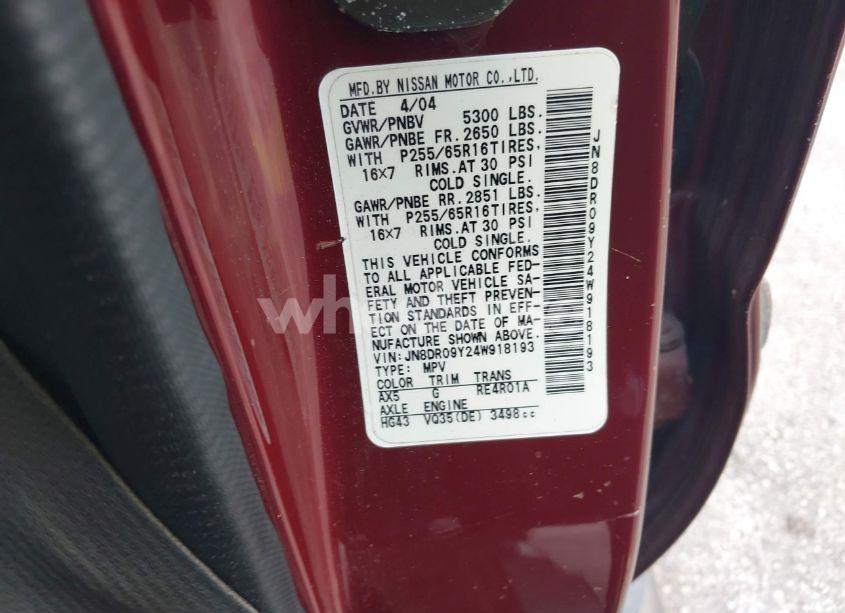 MFD.BY NISSAN MOTOR CO.,LTD.
DATE 4/04
GVWR/PNBV 5300 LBS.
GAWR/PNBE FR. 2650 LBS.
WITH P255/65R16TIRES,
16X7 RIMS.AT 30 PSI
COLD SINGLE.
GAWR/PNBE RR. 2851 LBS.
WITH P255/65R16TIRES,
16X7 RIMS.AT 30 PSI
COLD SINGLE.
THIS VEHICLE CONFORMS
TO ALL APPLICABLE FED-
ERAL MOTOR VEHICLE SA-
FETY AND THEFT PREVEN-
TION STANDARDS IN EFF-
ECT ON THE DATE OF MA-
NUFACTURE SHOWN ABOVE.
VIN:JN8DR09Y24W918193
TYPE: MPV
COLOR TRIM TRANS
AX5 G RE4R01A
AXLE ENGINE
HG43 VQ35(DE) 3498cc
JN8DR09Y24W918193